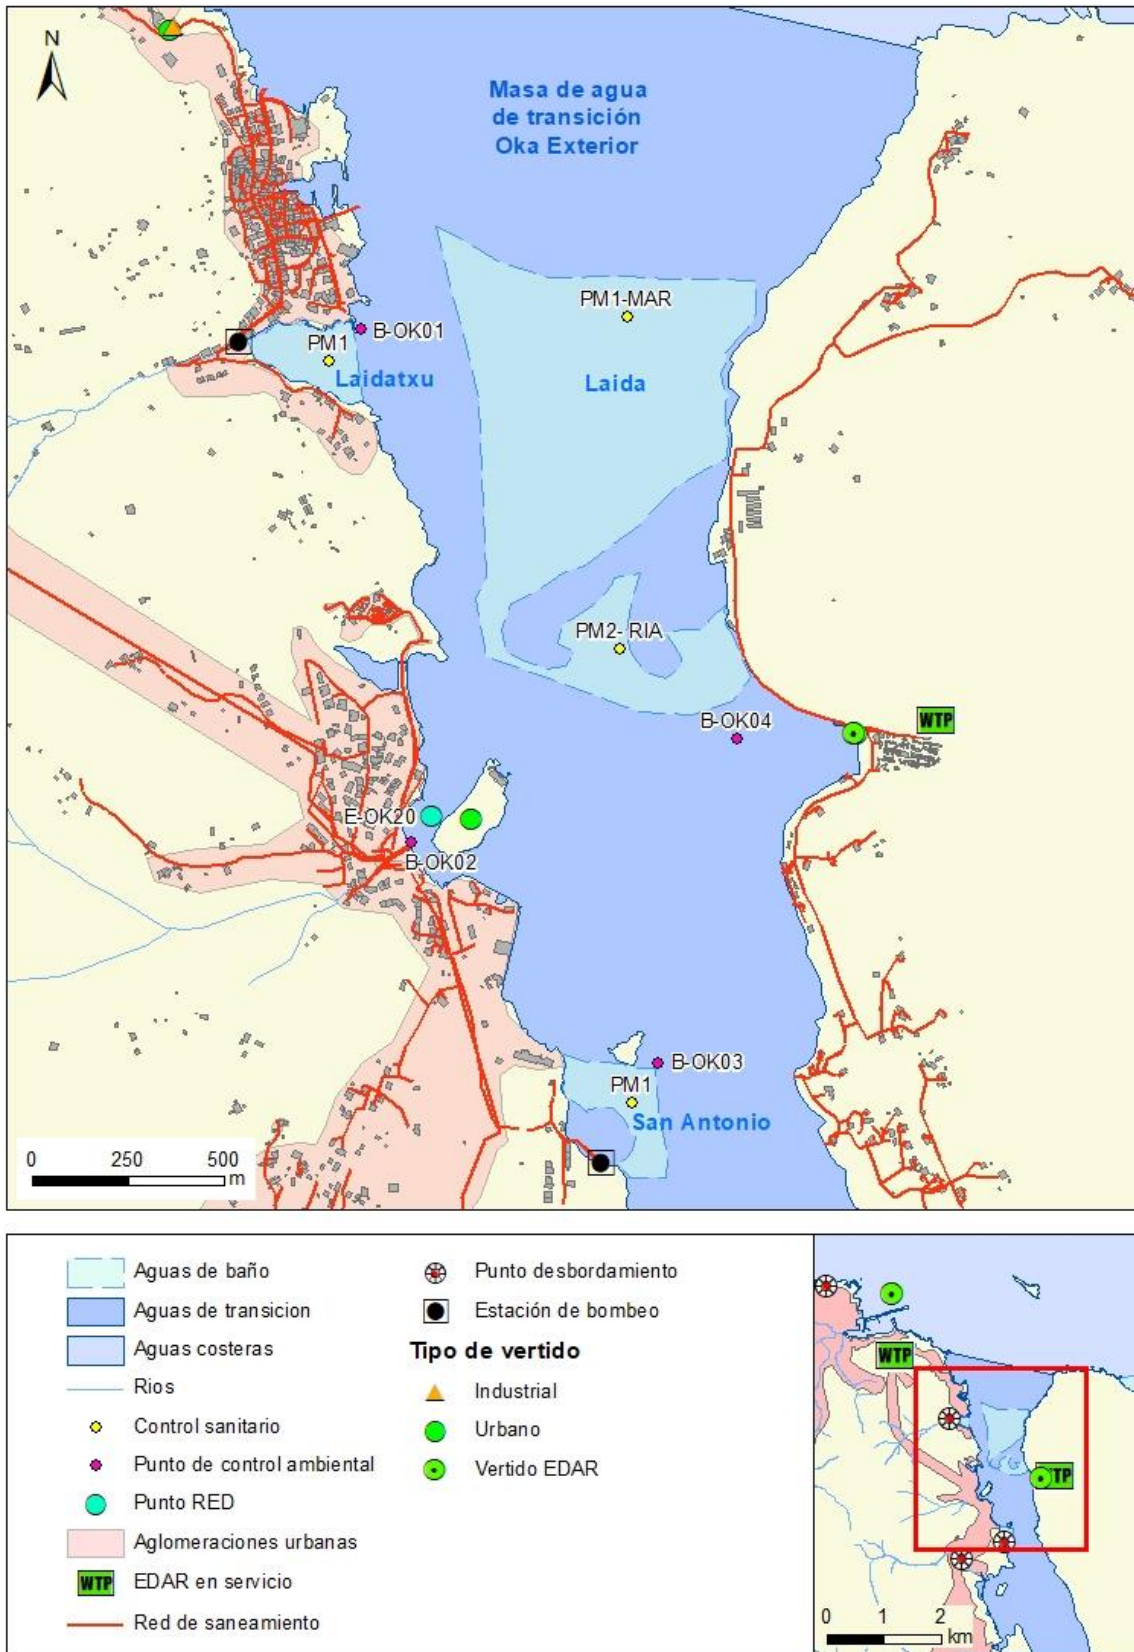 N
Masa de agua
de transición
Oka Exterior
PM1-MAR
B-OK01
PM1
Laidatxu
Laida
PM2- RIA
B-OK04
WTP
E-OK20
B-OK02
B-OK03
PM1
San Antonio
0 250 500
m
Aguas de baño
Aguas de transicion
Aguas costeras
Rios
Control sanitario
Punto de control ambiental
Punto RED
Aglomeraciones urbanas
WTP EDAR en servicio
Red de saneamiento
Punto desbordamiento
Estación de bombeo
Tipo de vertido
Industrial
Urbano
Vertido EDAR
WTP
TP
0 1 2
km